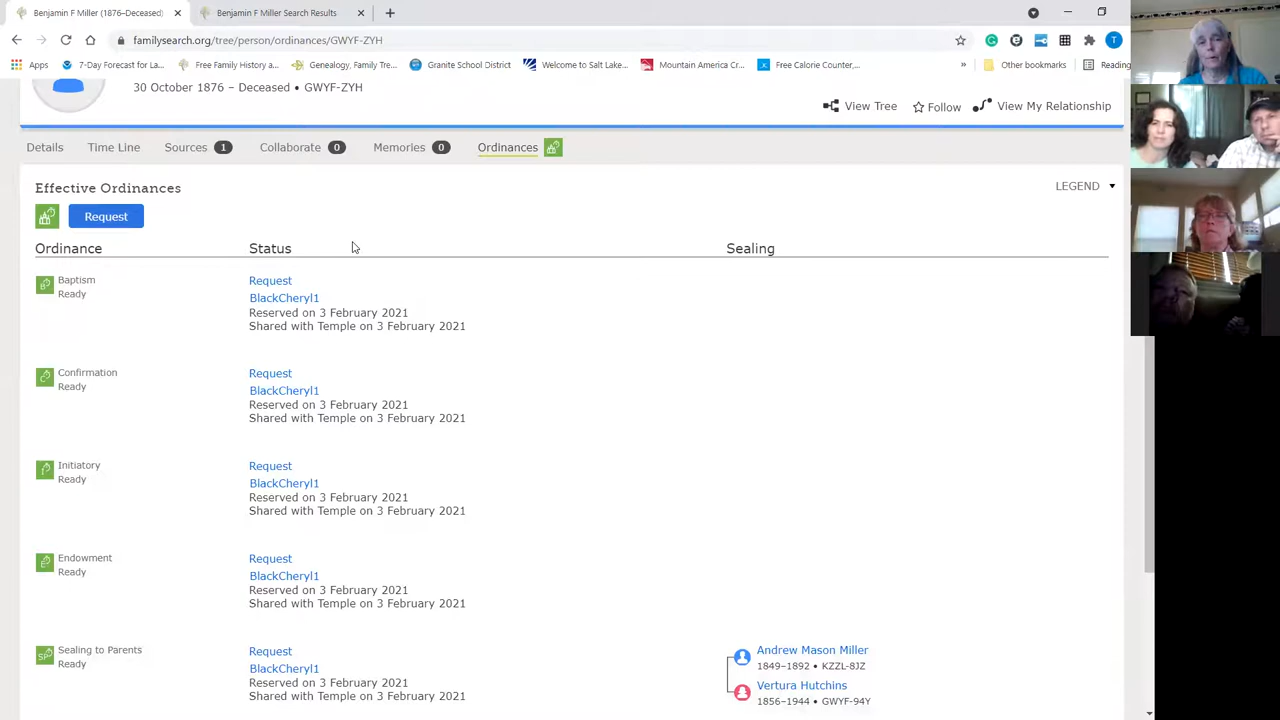 Benjamin F Miller (1876–Deceased)
Benjamin F Miller Search Results
familysearch.org/tree/person/ordinances/GWYF-ZYH
T
Apps
7-Day Forecast for La...
Free Family History a...
Genealogy, Family Tre...
Granite School District
Welcome to Salt Lake...
Mountain America Cr...
Free Calorie Counter,...
»
Other bookmarks
Reading
30 October 1876 – Deceased • GWYF-ZYH
View Tree
Follow
View My Relationship
Details
Time Line
Sources 1
Collaborate 0
Memories 0
Ordinances
Effective Ordinances
LEGEND
Request
Ordinance
Status
Sealing
Baptism
Ready
Request
BlackCheryl1
Reserved on 3 February 2021
Shared with Temple on 3 February 2021
Confirmation
Ready
Request
BlackCheryl1
Reserved on 3 February 2021
Shared with Temple on 3 February 2021
Initiatory
Ready
Request
BlackCheryl1
Reserved on 3 February 2021
Shared with Temple on 3 February 2021
Endowment
Ready
Request
BlackCheryl1
Reserved on 3 February 2021
Shared with Temple on 3 February 2021
SP
Sealing to Parents
Ready
Request
BlackCheryl1
Reserved on 3 February 2021
Shared with Temple on 3 February 2021
Andrew Mason Miller
1849–1892 • KZZL-8JZ
Vertura Hutchins
1856–1944 • GWYF-94Y